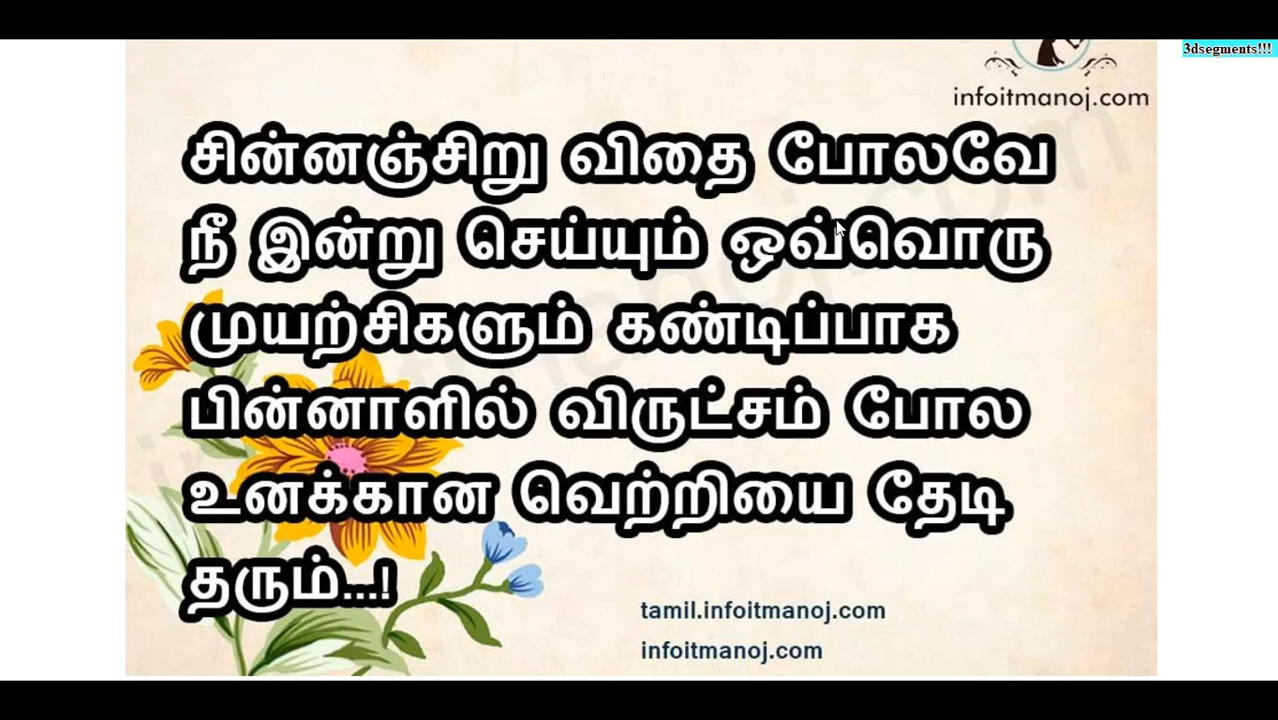 3dsegments!!!
infoitmanoj.com
சின்னஞ்சிறு விதை போலவே
நீ இன்று செய்யும் ஒவ்வொரு
முயற்சிகளும் கண்டிப்பாக
பின்னாளில் விருட்சம் போல
உனக்கான வெற்றியை தேடி
தரும்...!
tamil.infoitmanoj.com
infoitmanoj.com